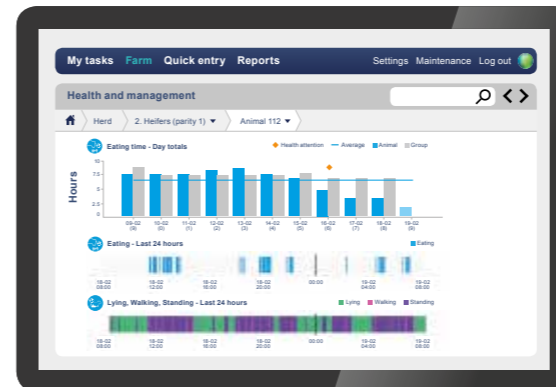 My tasks Farm Quick entry Reports Settings Maintenance Log out
Health and management
Herd 2. Heifers (parity 1) Animal 112
Eating time - Day totals Health attention Average Animal Group
Hours
10
7.5
5
2.5
0
09-02 10-02 11-02 12-02 13-02 14-02 15-02 16-02 17-02 18-02 19-02
Eating - Last 24 hours Eating
18-02 18-02 18-02 18-02 00:00 19-02 19-02
08:00 12:00 16:00 20:00 04:00 08:00
Lying, Walking, Standing - Last 24 hours Lying Walking Standing
18-02 18-02 18-02 18-02 00:00 19-02 19-02
08:00 12:00 16:00 20:00 04:00 08:00